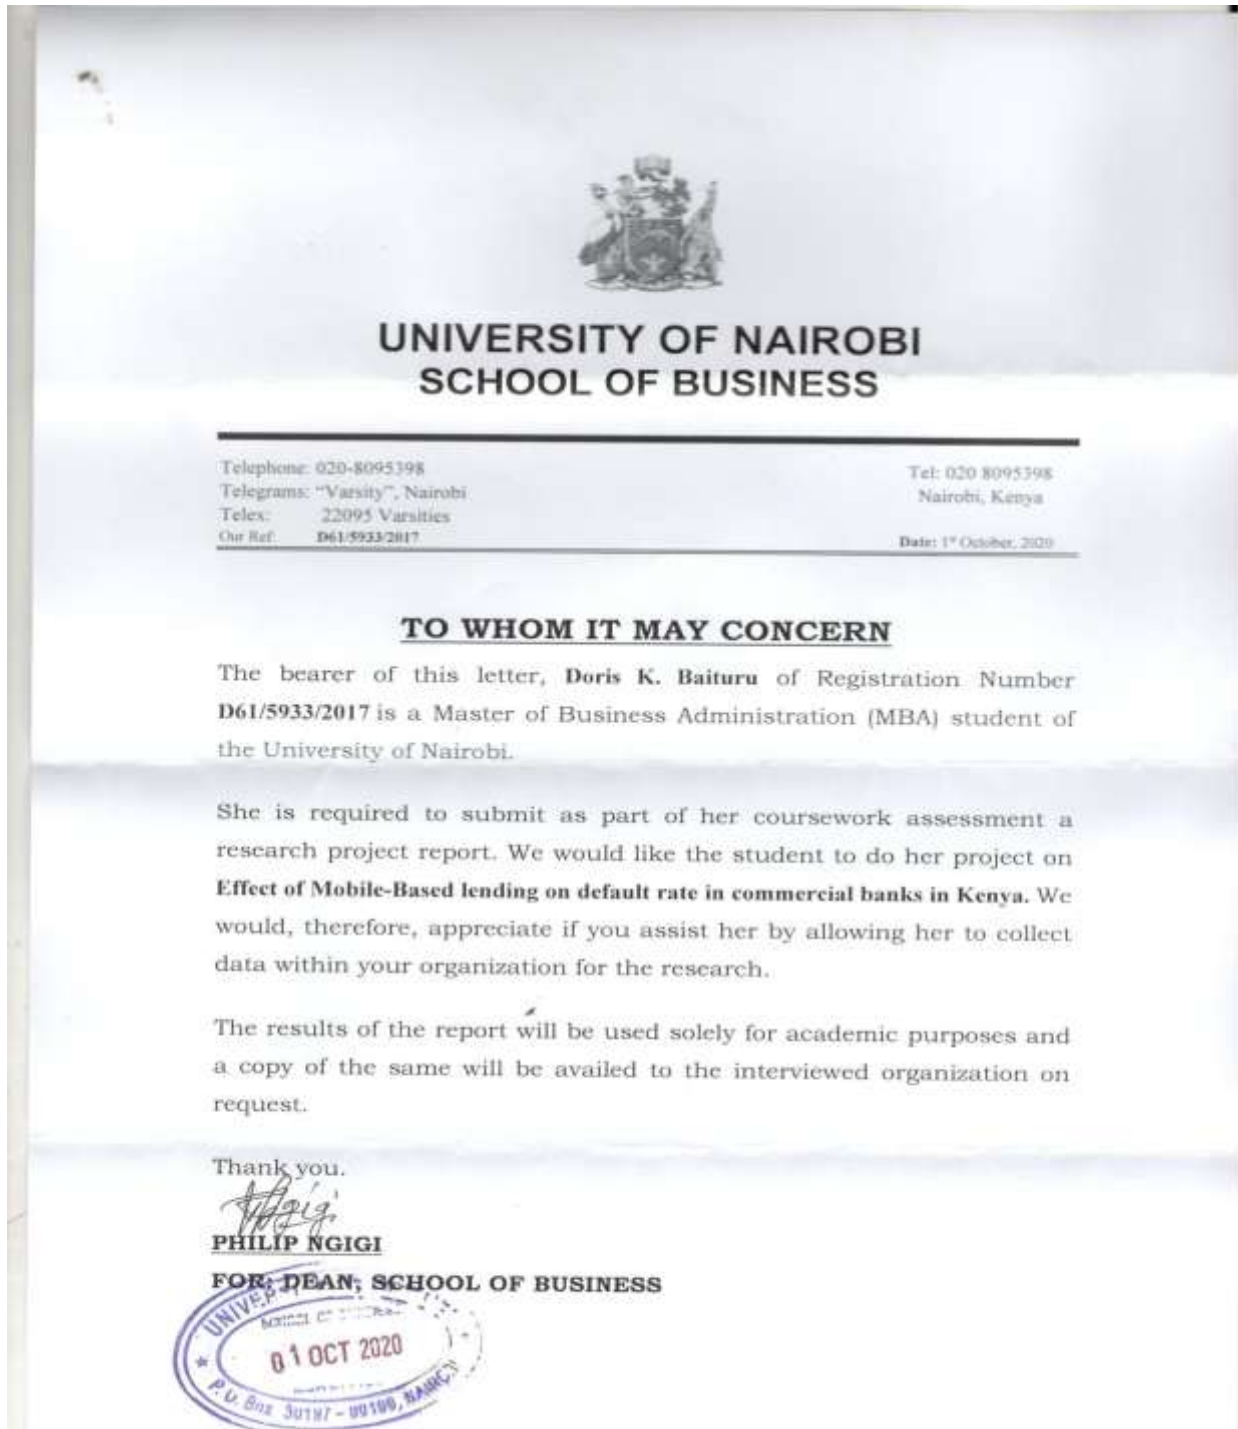 UNIVERSITY OF NAIROBI
SCHOOL OF BUSINESS
Telephone: 020-8095398
Tel: 020 8095398
Telegrams: "Varsity", Nairobi
Nairobi, Kenya
Telex: 22095 Varsities
Our Ref: D61/5933/2017
Date: 1st October, 2020
TO WHOM IT MAY CONCERN
The bearer of this letter, Doris K. Baituru of Registration Number
D61/5933/2017 is a Master of Business Administration (MBA) student of
the University of Nairobi.
She is required to submit as part of her coursework assessment a
research project report. We would like the student to do her project on
Effect of Mobile-Based lending on default rate in commercial banks in Kenya. We
would, therefore, appreciate if you assist her by allowing her to collect
data within your organization for the research.
The results of the report will be used solely for academic purposes and
a copy of the same will be availed to the interviewed organization on
request.
Thank you.
PHILIP NGIGI
FOR: DEAN, SCHOOL OF BUSINESS
01 OCT 2020
P.O. Box 30197 - 00100,